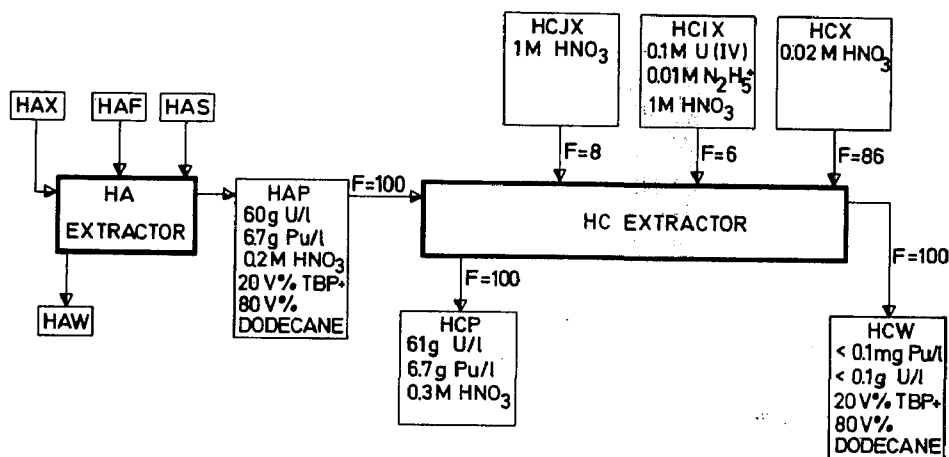 HCJX
1M HNO3
HCIX
0.1M U(IV)
0.01M N2H5+
1M HNO3
HCX
0.02M HNO3
HAX
HAF
HAS
F=8
F=6
F=86
HA
EXTRACTOR
HAP
60g U/l
6.7g Pu/l
0.2M HNO3
20 V% TBP+
80 V%
DODECANE
F=100
HC EXTRACTOR
F=100
F=100
HAW
HCP
61g U/l
6.7g Pu/l
0.3M HNO3
HCW
< 0.1mg Pu/l
< 0.1g U/l
20V% TBP+
80 V%
DODECANE